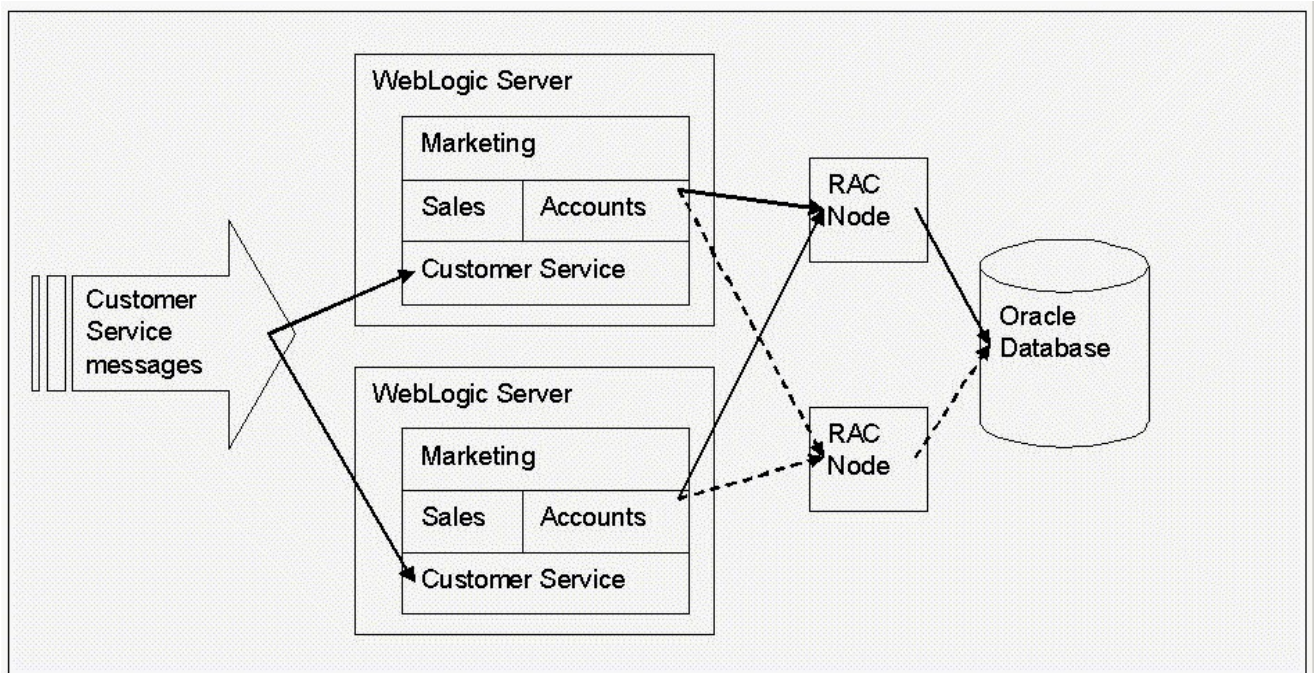 WebLogic Server
Marketing
Sales
Accounts
Customer Service
Customer
Service
messages
WebLogic Server
Marketing
Sales
Accounts
Customer Service
RAC
Node
RAC
Node
Oracle
Database